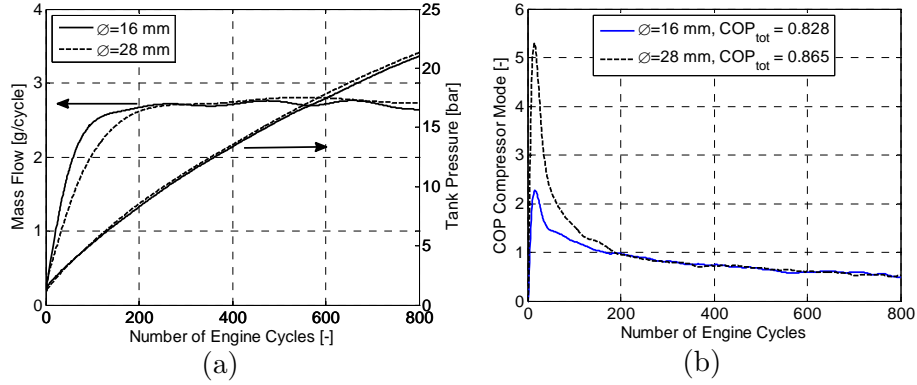 4
3
2
1
0
Mass Flow [g/cycle]
∅=16 mm
∅=28 mm
25
20
15
10
5
0
Tank Pressure [bar]
0 200 400 600 800
Number of Engine Cycles [-]
(a)
6
5
4
3
2
1
0
COP Compressor Mode [-]
∅=16 mm, COPtot = 0.828
∅=28 mm, COPtot = 0.865
0 200 400 600 800
Number of Engine Cycles
(b)